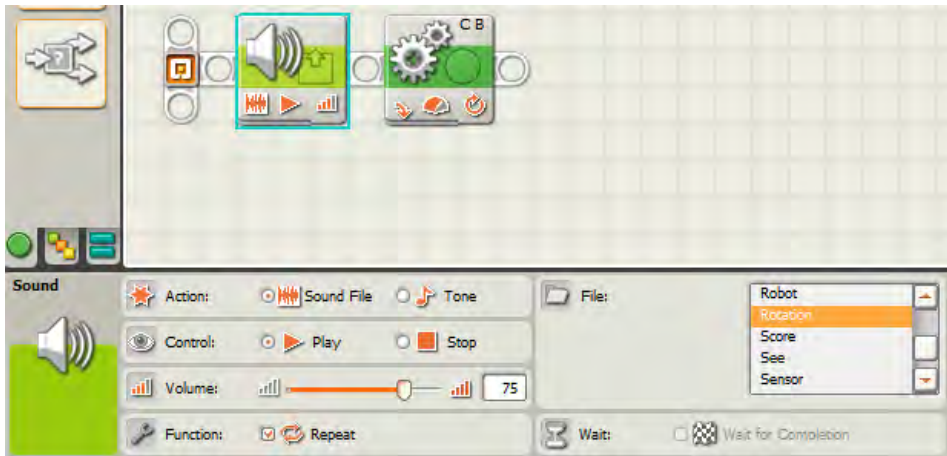 C B
Sound
Action: Sound File Tone
File:
Robot
Rotation
Score
See
Sensor
Control: Play Stop
Volume: 75
Function: Repeat
Wait: Wait for Completion